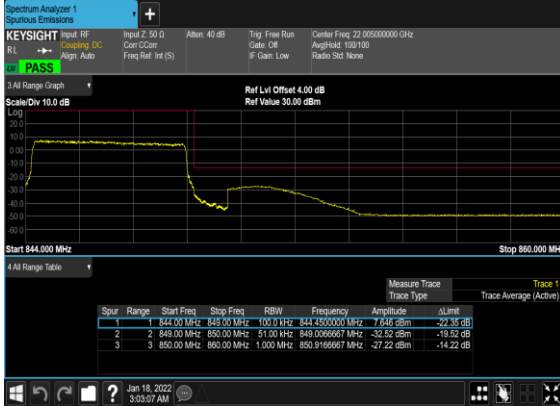 Spectrum Analyzer 1
Spurious Emissions
+
KEYSIGHT Input: RF Input Z: 50 Ω Atten: 40 dB Trig: Free Run Center Freq: 22.005000000 GHz
RL Coupling: DC Corr CCorr Gate: Off Avg|Hold: 100/100
Align: Auto Freq Ref: Int (S) IF Gain: Low Radio Std: None
LXI PASS
3 All Range Graph
Ref Lvl Offset 4.00 dB
Scale/Div 10.0 dB Ref Value 30.00 dBm
Log
20.0
10.0
0.00
-10.0
-20.0
-30.0
-40.0
-50.0
-60.0
Start 844.000 MHz Stop 860.000 MHz
4 All Range Table
Measure Trace Trace 1
Trace Type Trace Average (Active)
Spur Range Start Freq Stop Freq RBW Frequency Amplitude ΔLimit
1 1 844.00 MHz 849.00 MHz 100.0 kHz 844.4500000 MHz 7.646 dBm -22.35 dB
2 2 849.00 MHz 850.00 MHz 51.00 kHz 849.0066667 MHz -32.52 dBm -19.52 dB
3 3 850.00 MHz 860.00 MHz 1.000 MHz 850.9166667 MHz -27.22 dBm -14.22 dB
? Jan 18, 2022
3:03:07 AM